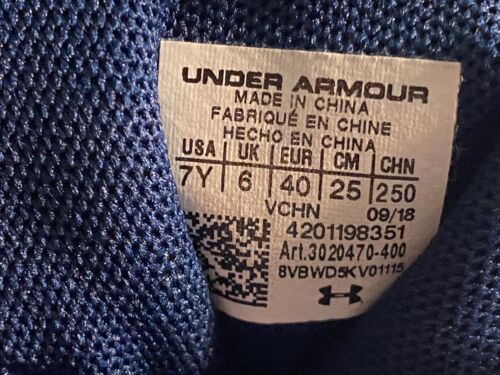 UNDER ARMOUR
MADE IN CHINA
FABRIQUÉ EN CHINE
HECHO EN CHINA
USA UK EUR CM CHN
7Y 6 40 25 250
VCHN 09/18
4201198351
Art.3020470-400
8VBWD5KV01115